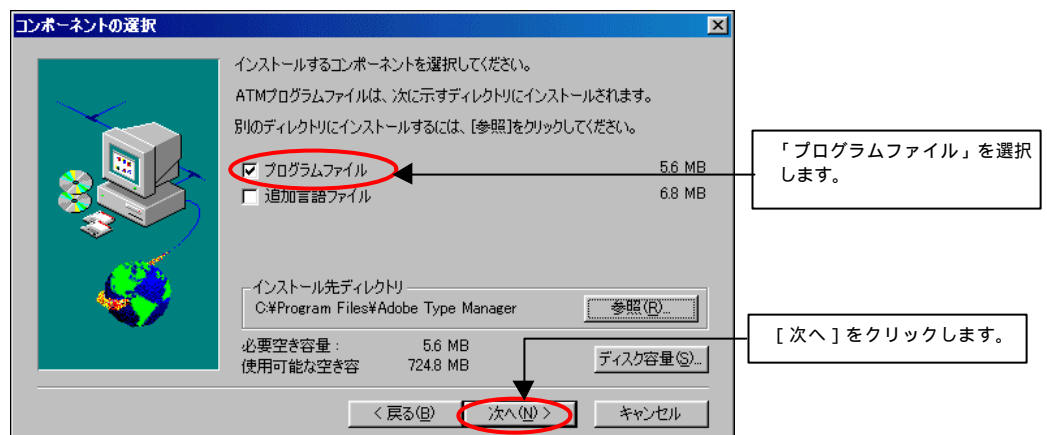 コンポーネントの選択
インストールするコンポーネントを選択してください。
ATMプログラムファイルは、次に示すディレクトリにインストールされます。
別のディレクトリにインストールするには、[参照]をクリックしてください。
プログラムファイル 5.6 MB
追加言語ファイル 6.8 MB
「プログラムファイル」を選択
します。
インストール先ディレクトリ
C:¥Program Files¥Adobe Type Manager 参照(R)...
必要空き容量: 5.6 MB
使用可能な空き容 724.8 MB
ディスク容量(S)...
[次へ]をクリックします。
<戻る(B) 次へ(N)> キャンセル